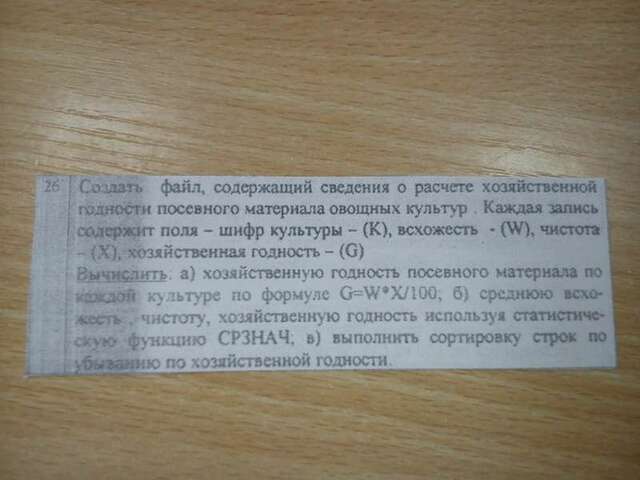 26 Создать файл, содержащий сведения о расчете хозяйственной
годности посевного материала овощных культур . Каждая запись
содержит поля – шифр культуры – (K), всхожесть - (W), чистота
– (X), хозяйственная годность – (G)
Вычислить: а) хозяйственную годность посевного материала по
каждой культуре по формуле G=W*X/100; б) среднюю всхо-
жесть , чистоту, хозяйственную годность используя статистиче-
скую функцию СРЗНАЧ; в) выполнить сортировку строк по
убыванию по хозяйственной годности.